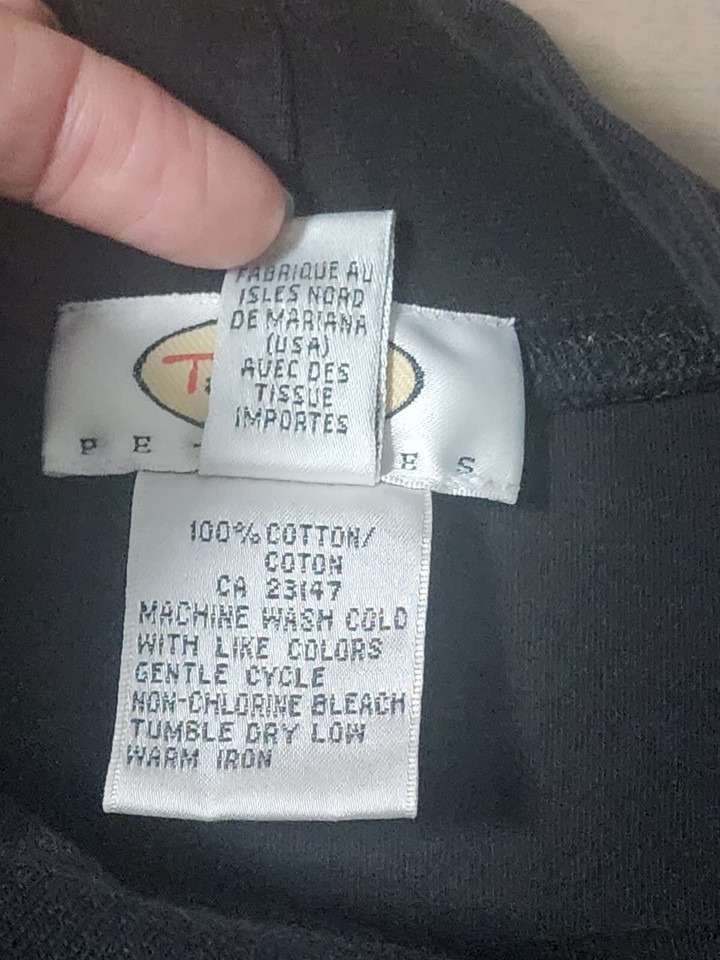 FABRIQUE AU
ISLES NORD
DE MARIANA
(USA)
AVEC DES
TISSUE
IMPORTES
T
P E E S
100% COTTON/
COTON
CA 23147
MACHINE WASH COLD
WITH LIKE COLORS
GENTLE CYCLE
NON-CHLORINE BLEACH
TUMBLE DRY LOW
WARM IRON